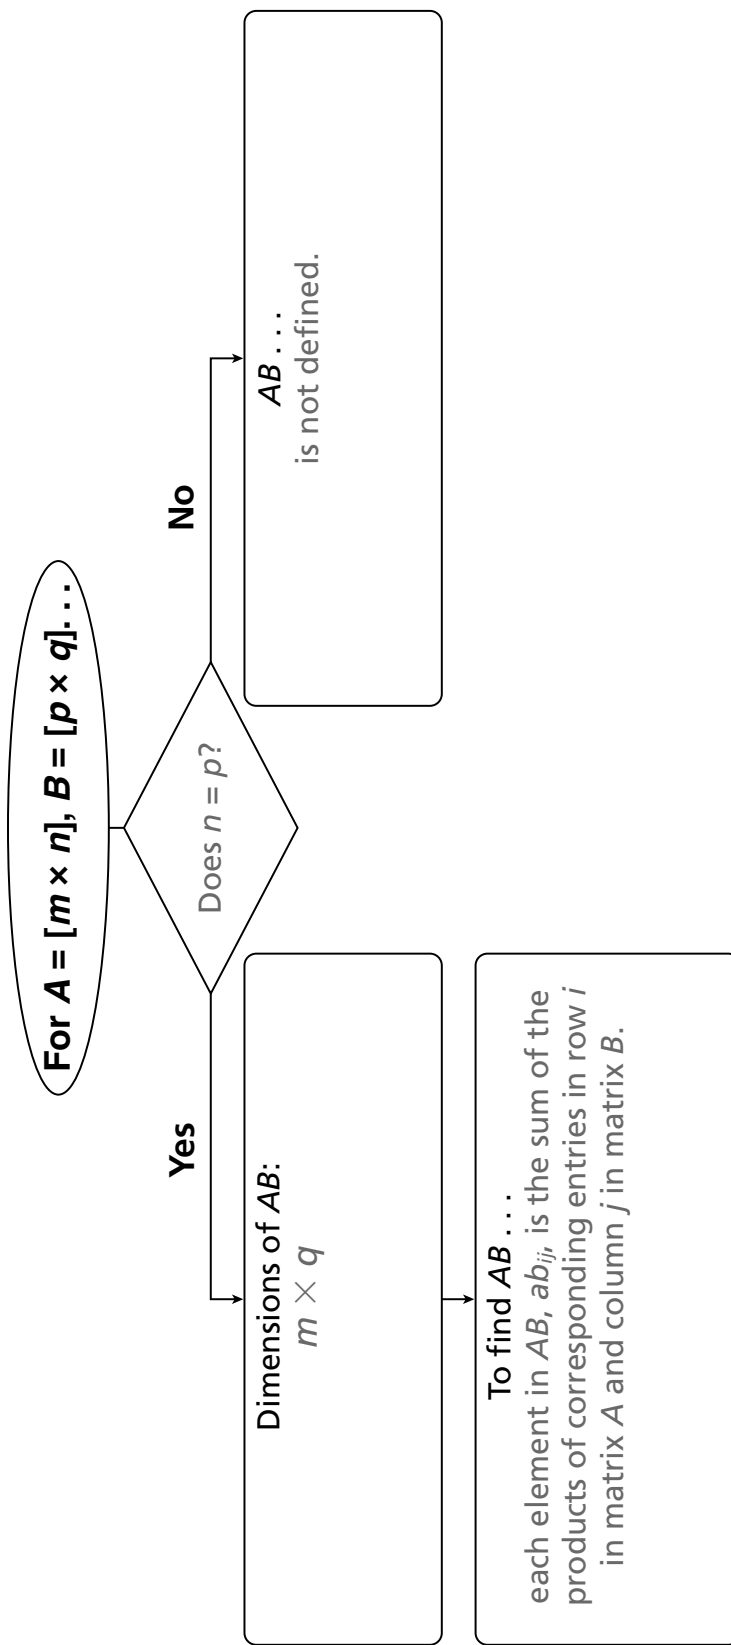 For A = [m × n], B = [p × q]. . .
Does n = p?
Yes
No
Dimensions of AB:
m × q
AB . . .
is not defined.
To find AB . . .
each element in AB, ab_ij, is the sum of the
products of corresponding entries in row i
in matrix A and column j in matrix B.